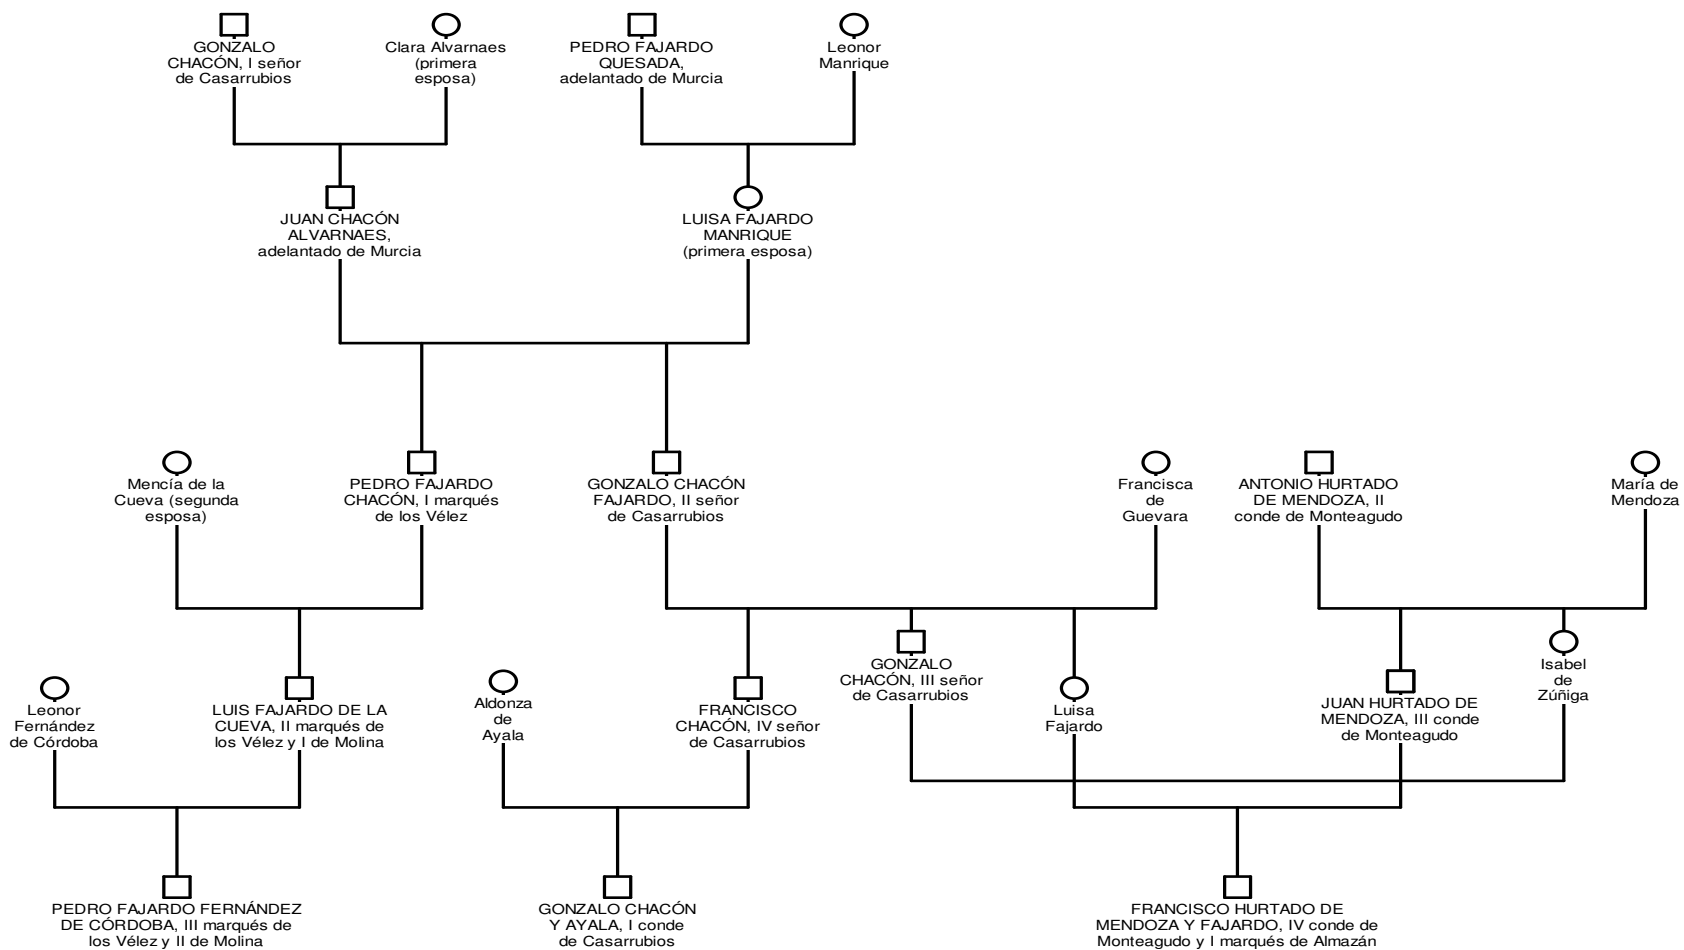 GONZALO
CHACÓN, I señor
de Casarrubios
Clara Alvarnaes
(primera
esposa)
PEDRO FAJARDO
QUESADA,
adelantado de Murcia
Leonor
Manrique
JUAN CHACÓN
ALVARNAES,
adelantado de Murcia
LUISA FAJARDO
MANRIQUE
(primera esposa)
Mencía de la
Cueva (segunda
esposa)
PEDRO FAJARDO
CHACÓN, I marqués
de los Vélez
GONZALO CHACÓN
FAJARDO, II señor
de Casarrubios
Francisca
de
Guevara
ANTONIO HURTADO
DE MENDOZA, II
conde de Monteagudo
María de
Mendoza
Leonor
Fernández
de Córdoba
LUIS FAJARDO DE LA
CUEVA, II marqués de
los Vélez y I de Molina
Aldonza
de
Ayala
FRANCISCO
CHACÓN, IV señor
de Casarrubios
GONZALO
CHACÓN, III señor
de Casarrubios
Luisa
Fajardo
JUAN HURTADO DE
MENDOZA, III conde
de Monteagudo
Isabel
de
Zúñiga
PEDRO FAJARDO FERNÁNDEZ
DE CÓRDOBA, III marqués de
los Vélez y II de Molina
GONZALO CHACÓN
Y AYALA, I conde
de Casarrubios
FRANCISCO HURTADO DE
MENDOZA Y FAJARDO, IV conde de
Monteagudo y I marqués de Almazán